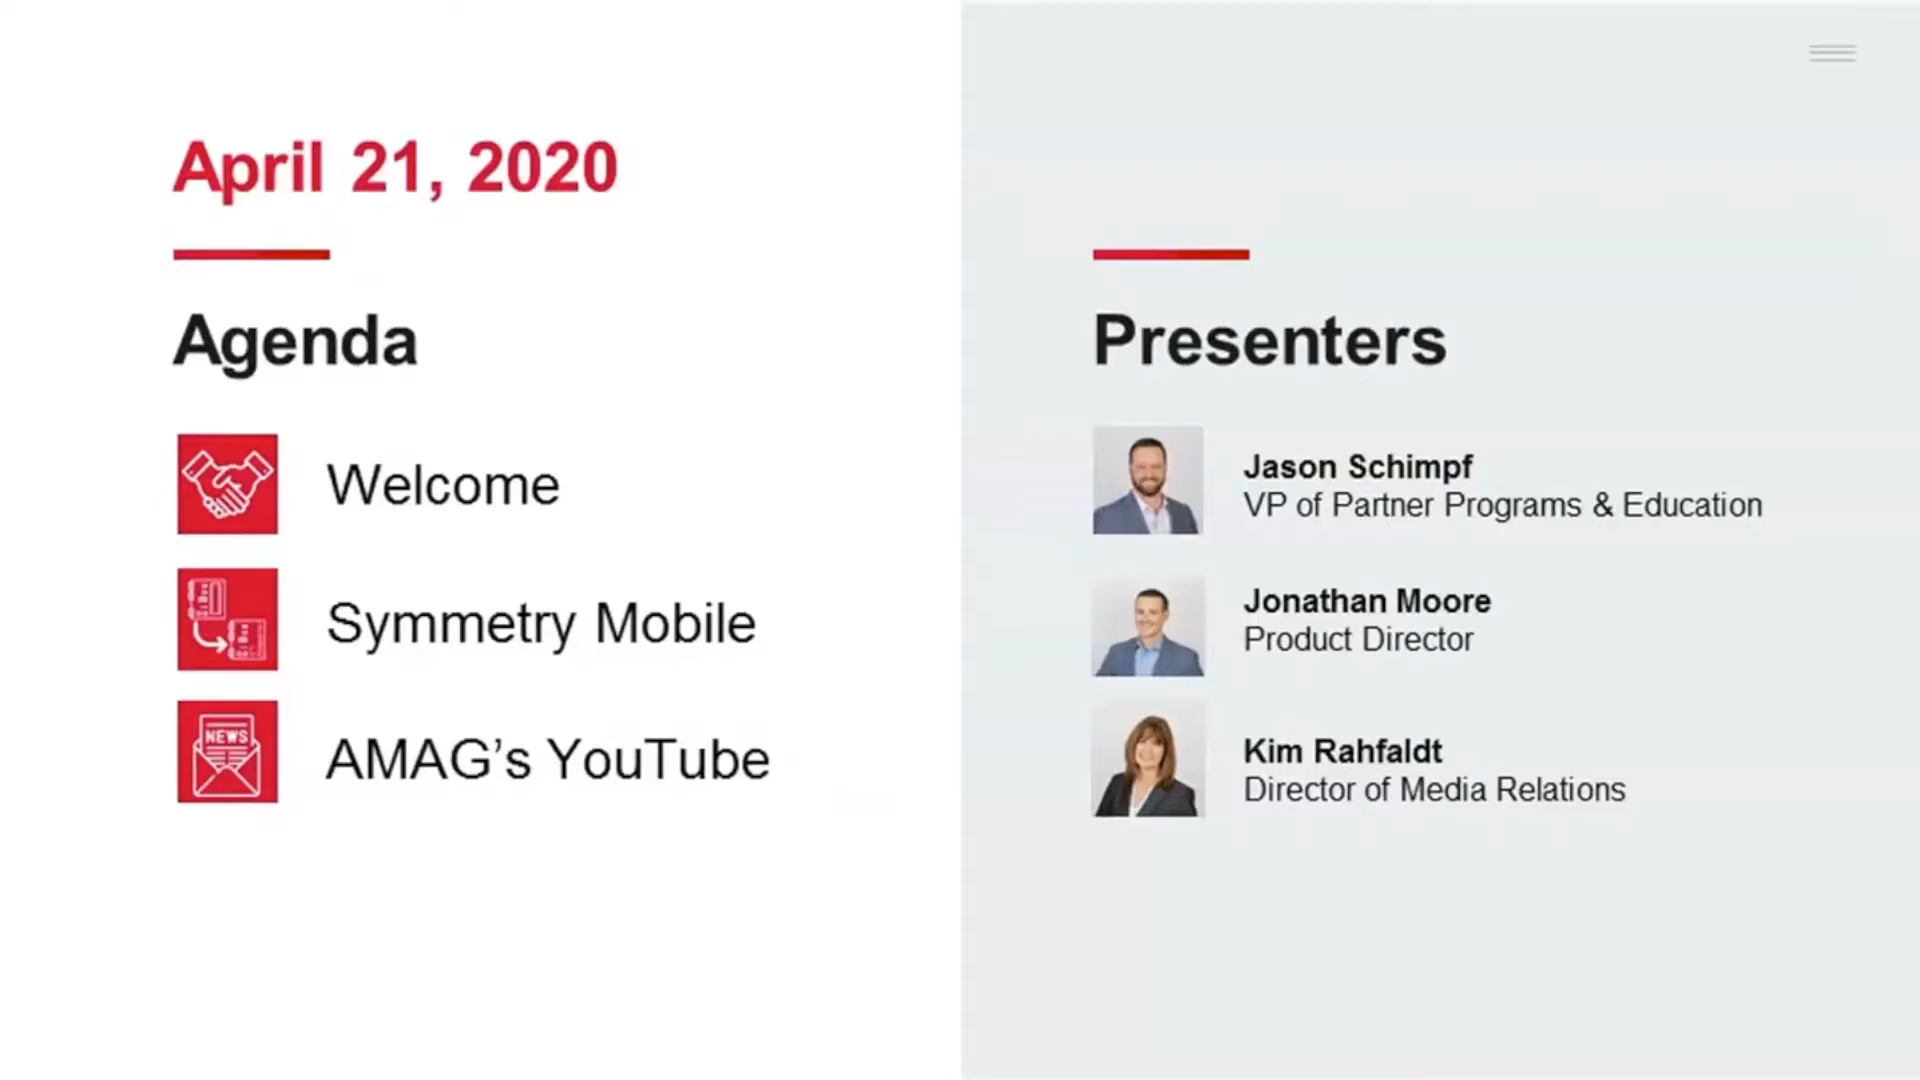 April 21, 2020
Agenda
Welcome
Symmetry Mobile
NEWS
AMAG’s YouTube
Presenters
Jason Schimpf
VP of Partner Programs & Education
Jonathan Moore
Product Director
Kim Rahfaldt
Director of Media Relations